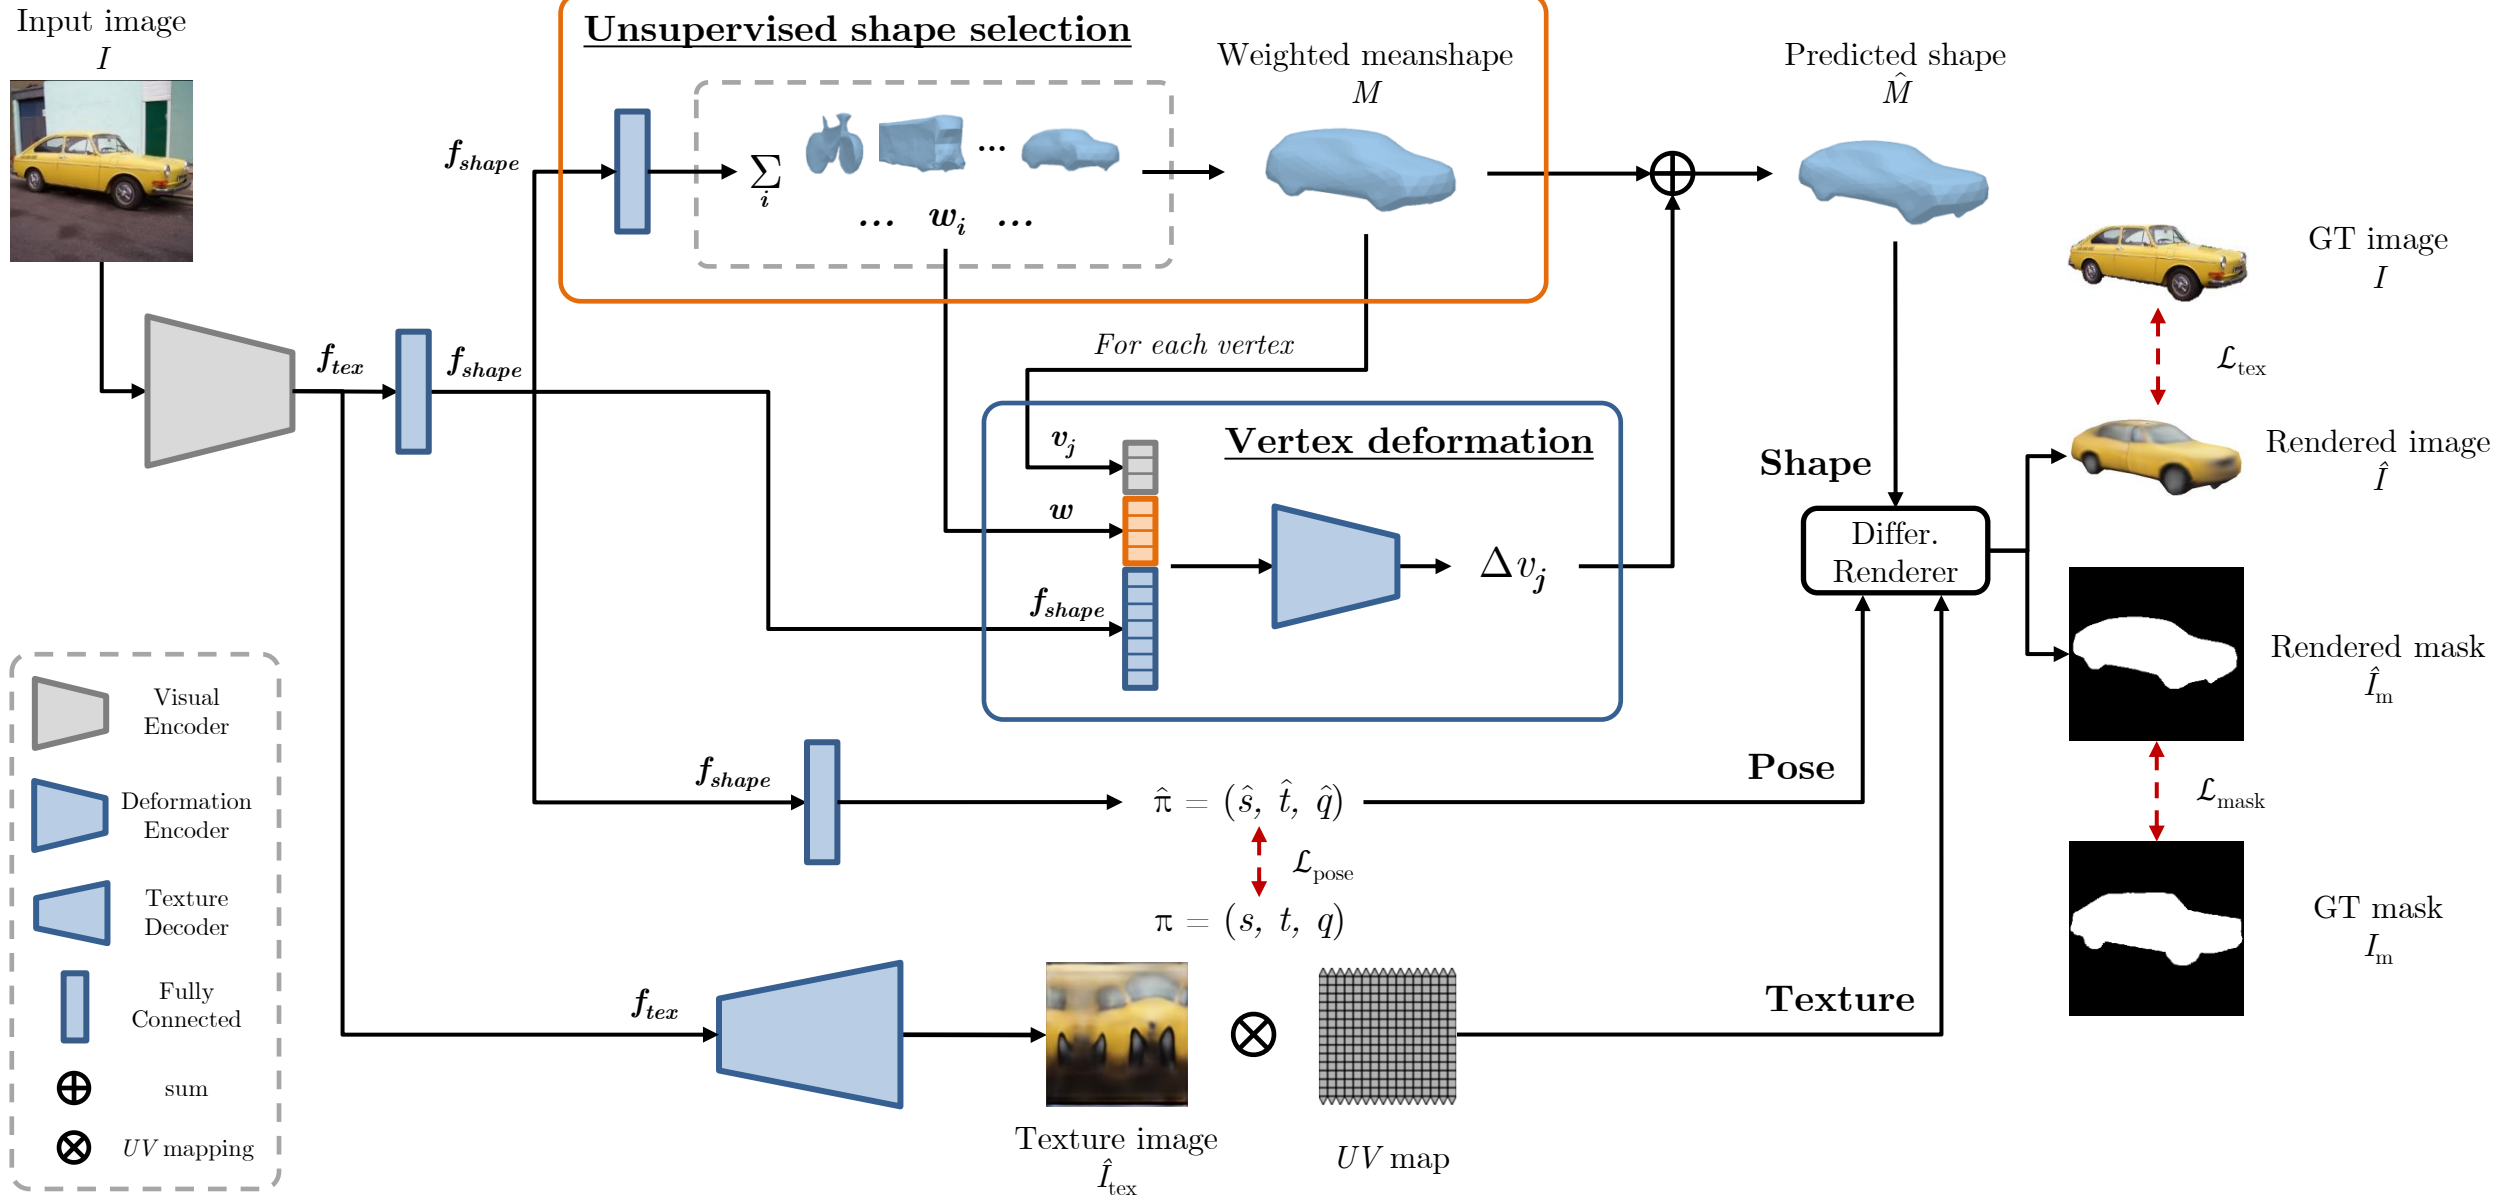 Input image
I
Unsupervised shape selection
Weighted meanshape
M
Predicted shape
M̂
f_shape
∑_i
...
... w_i ...
GT image
I
ℒ_tex
Rendered image
Î
For each vertex
f_tex
f_shape
Vertex deformation
v_j
w
f_shape
Δv_j
Shape
Differ.
Renderer
Rendered mask
Î_m
ℒ_mask
GT mask
I_m
Visual
Encoder
Deformation
Encoder
Texture
Decoder
Fully
Connected
sum
UV mapping
f_shape
π̂ = (ŝ, t̂, q̂)
Pose
ℒ_pose
π = (s, t, q)
f_tex
Texture
Texture image
Î_tex
UV map